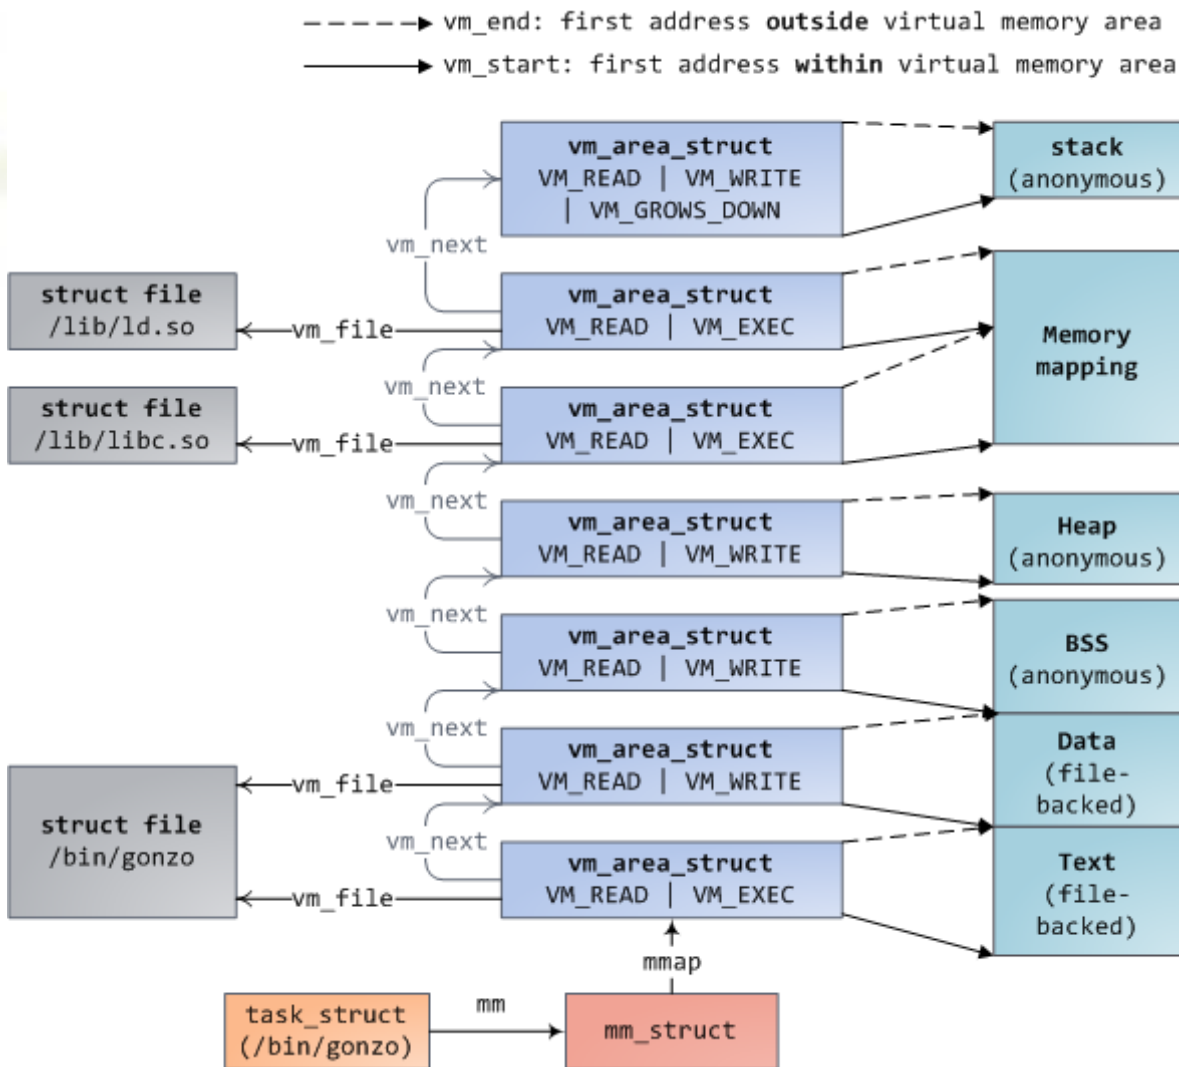 vm_end: first address outside virtual memory area
vm_start: first address within virtual memory area
vm_area_struct
VM_READ | VM_WRITE
| VM_GROWS_DOWN
stack
(anonymous)
vm_next
struct file
/lib/ld.so
vm_file
vm_area_struct
VM_READ | VM_EXEC
Memory
mapping
vm_next
struct file
/lib/libc.so
vm_file
vm_area_struct
VM_READ | VM_EXEC
vm_next
vm_area_struct
VM_READ | VM_WRITE
Heap
(anonymous)
vm_next
vm_area_struct
VM_READ | VM_WRITE
BSS
(anonymous)
vm_next
vm_file
vm_area_struct
VM_READ | VM_WRITE
Data
(file-
backed)
struct file
/bin/gonzo
vm_next
vm_file
vm_area_struct
VM_READ | VM_EXEC
Text
(file-
backed)
mmap
task_struct
(/bin/gonzo)
mm
mm_struct